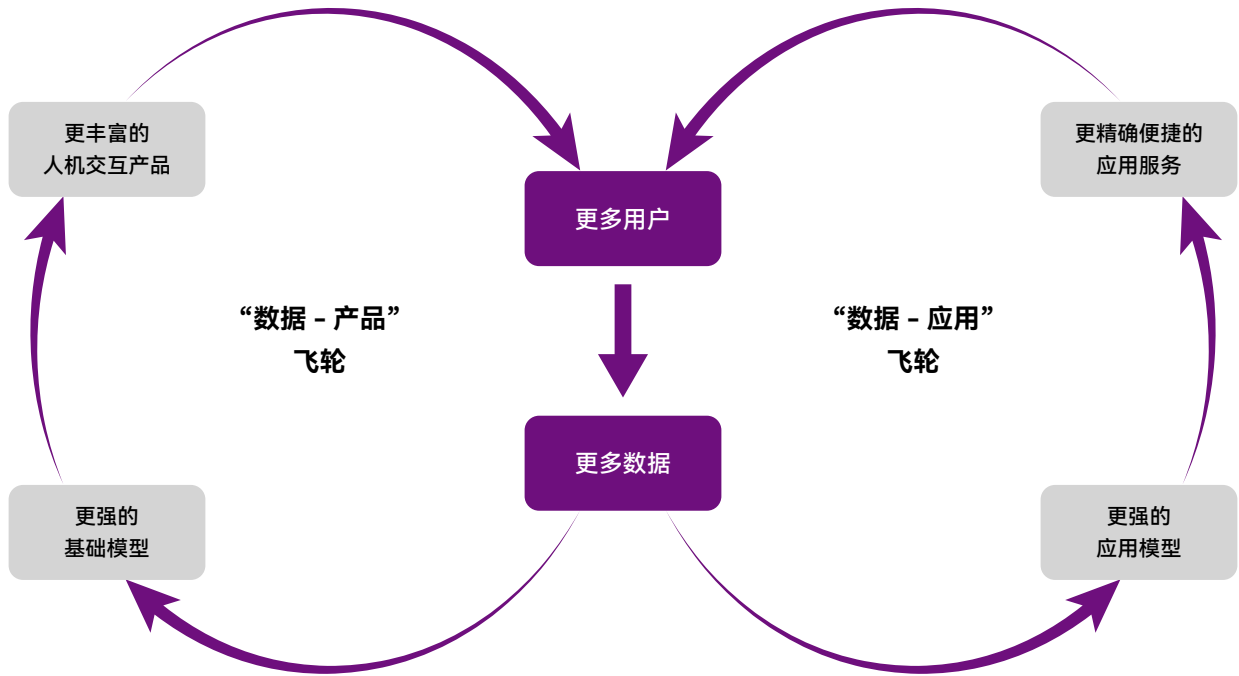 更丰富的
人机交互产品
更精确便捷的
应用服务
更多用户
“数据 – 产品”
飞轮
“数据 – 应用”
飞轮
更多数据
更强的
基础模型
更强的
应用模型